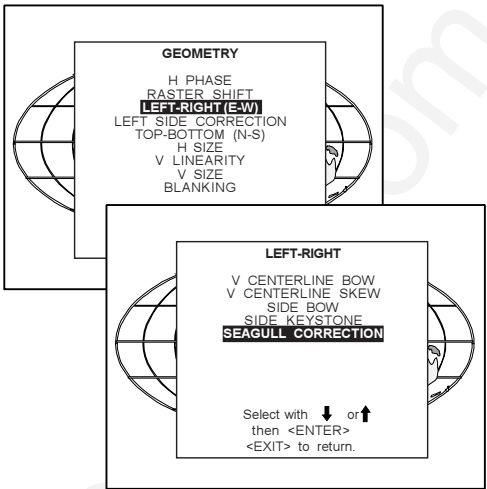 GEOMETRY
H PHASE
RASTER SHIFT
LEFT-RIGHT (E-W)
LEFT SIDE CORRECTION
TOP-BOTTOM (N-S)
H SIZE
V LINEARITY
V SIZE
BLANKING
LEFT-RIGHT
V CENTERLINE BOW
V CENTERLINE SKEW
SIDE BOW
SIDE KEYSTONE
SEAGULL CORRECTION
Select with ⬇ or ⬆
then <ENTER>
<EXIT> to return.